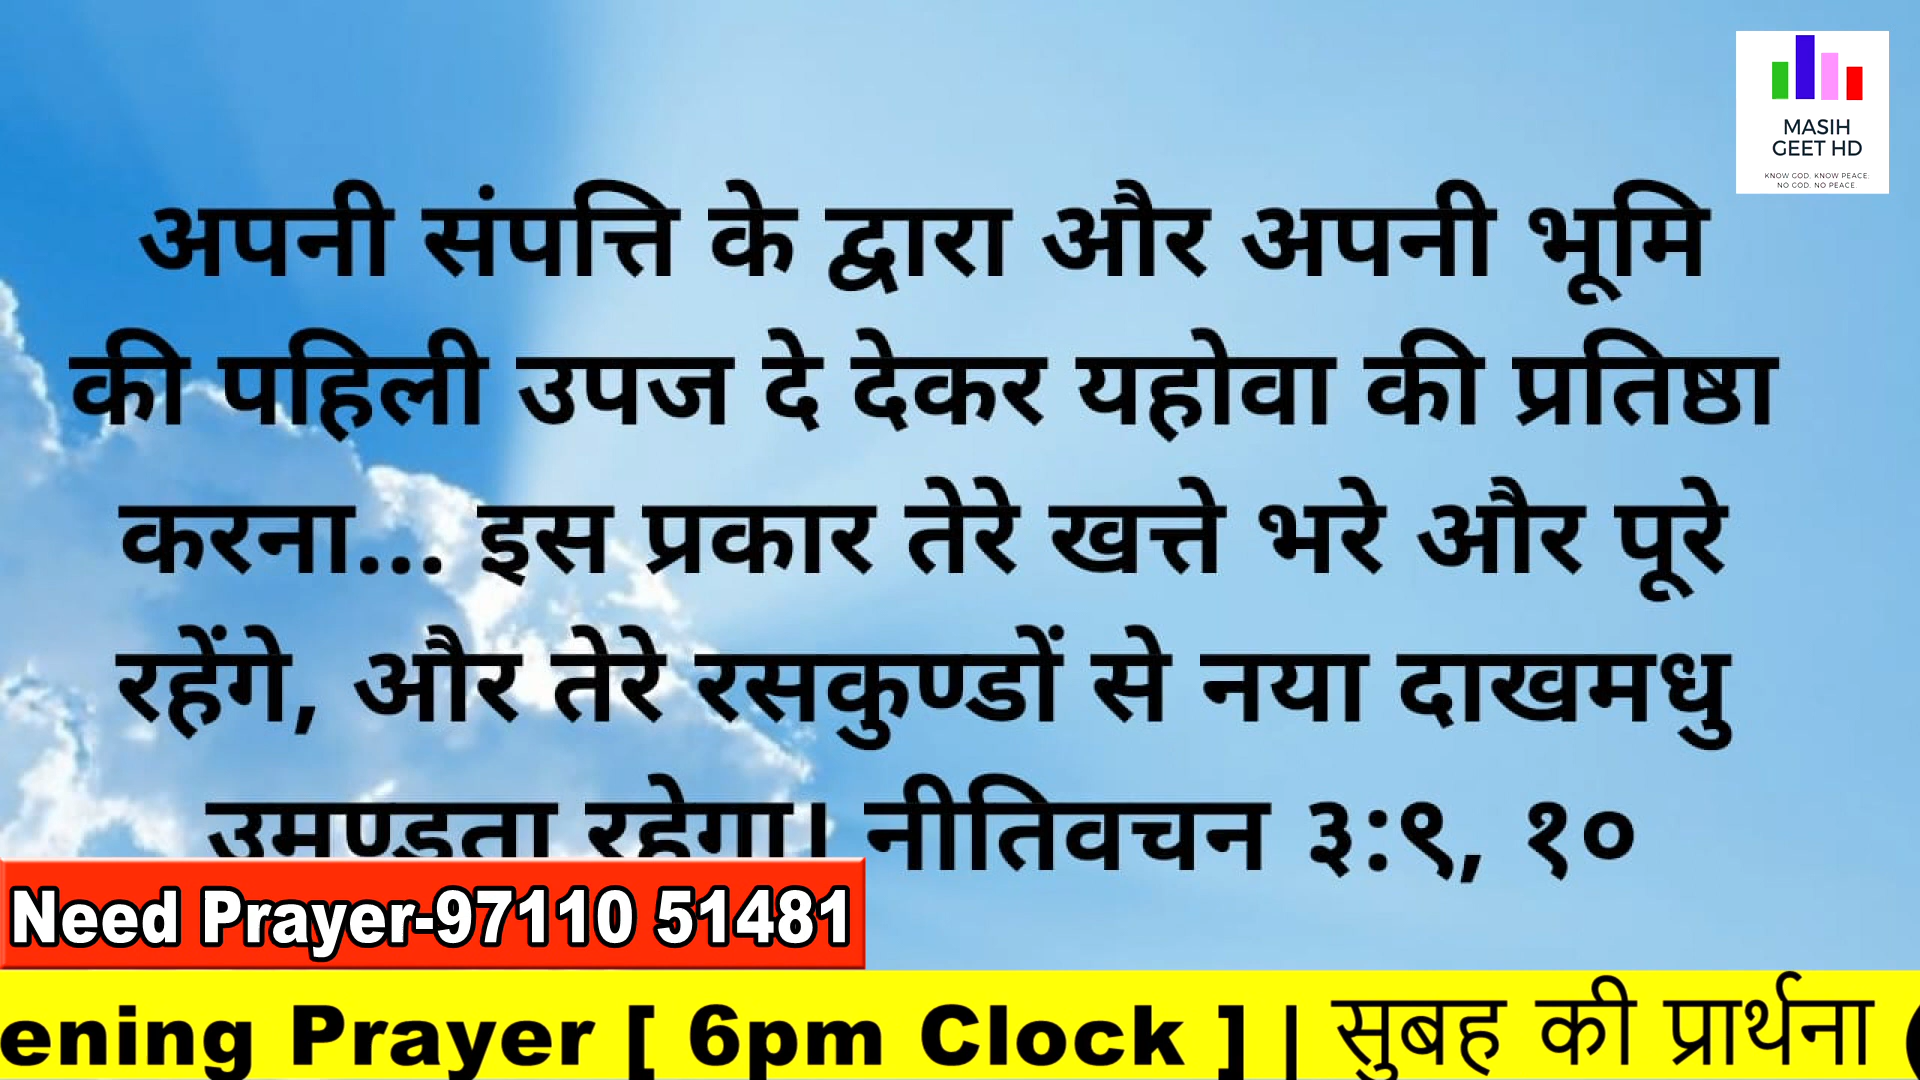 MASIH
GEET HD
KNOW GOD. KNOW PEACE.
NO GOD. NO PEACE.
अपनी संपत्ति के द्वारा और अपनी भूमि
की पहिली उपज दे देकर यहोवा की प्रतिष्ठा
करना... इस प्रकार तेरे खत्ते भरे और पूरे
रहेंगे, और तेरे रसकुण्डों से नया दाखमधु
उमण्डता रहेगा। नीतिवचन ३:९, १०
Need Prayer-97110 51481
ening Prayer [ 6pm Clock ] | सुबह की प्रार्थना (